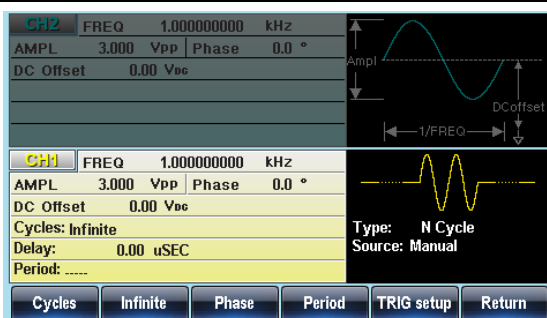 CH2 FREQ 1.000000000 kHz
AMPL 3.000 Vpp Phase 0.0 °
DC Offset 0.00 VDC
Ampl
DCoffset
1/FREQ
CH1 FREQ 1.000000000 kHz
AMPL 3.000 Vpp Phase 0.0 °
DC Offset 0.00 VDC
Cycles: Infinite
Delay: 0.00 uSEC
Period: -----
Type: N Cycle
Source: Manual
Cycles Infinite Phase Period TRIG setup Return